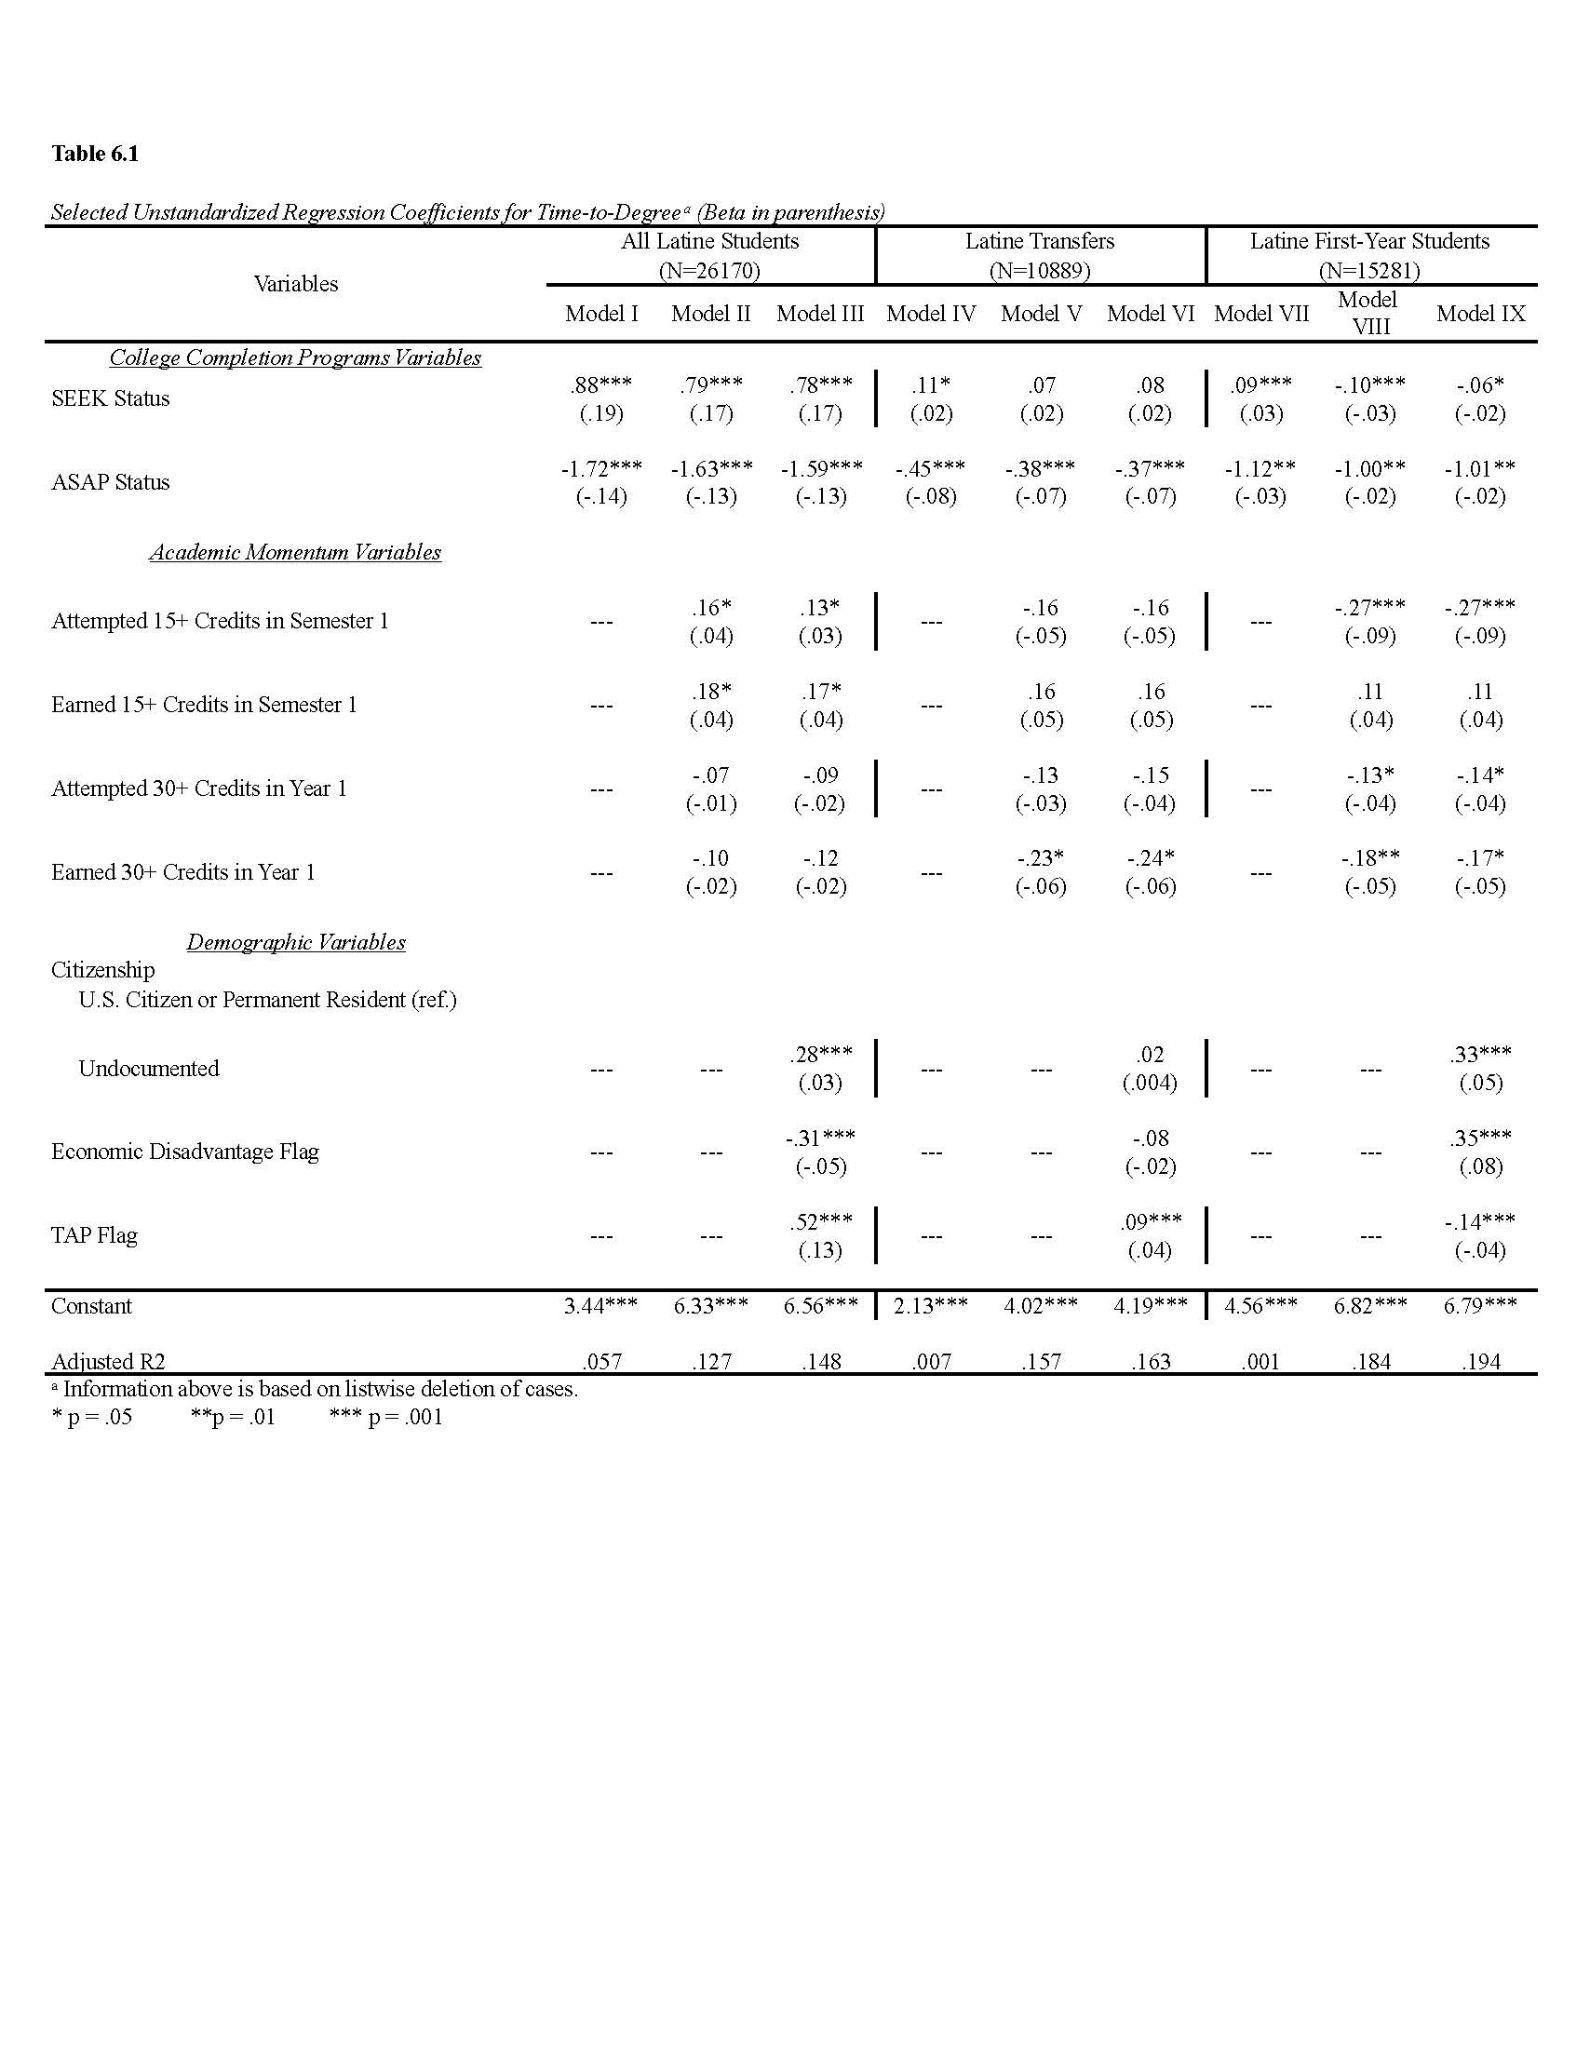 Table 6.1
Selected Unstandardized Regression Coefficients for Time-to-Degree ᵃ (Beta in parenthesis)
All Latine Students Latine Transfers Latine First-Year Students
(N=26170) (N=10889) (N=15281)
Variables
Model I Model II Model III Model IV Model V Model VI Model VII Model VIII Model IX
College Completion Programs Variables
SEEK Status .88*** .79*** .78*** .11* .07 .08 .09*** -.10*** -.06*
(.19) (.17) (.17) (.02) (.02) (.02) (.03) (-.03) (-.02)
ASAP Status -1.72*** -1.63*** -1.59*** -.45*** -.38*** -.37*** -1.12** -1.00** -1.01**
(-.14) (-.13) (-.13) (-.08) (-.07) (-.07) (-.03) (-.02) (-.02)
Academic Momentum Variables
Attempted 15+ Credits in Semester 1 --- .16* .13* --- -.16 -.16 --- -.27*** -.27***
(.04) (.03) (-.05) (-.05) (-.09) (-.09)
Earned 15+ Credits in Semester 1 --- .18* .17* --- .16 .16 --- .11 .11
(.04) (.04) (.05) (.05) (.04) (.04)
Attempted 30+ Credits in Year 1 --- -.07 -.09 --- -.13 -.15 --- -.13* -.14*
(-.01) (-.02) (-.03) (-.04) (-.04) (-.04)
Earned 30+ Credits in Year 1 --- -.10 -.12 --- -.23* -.24* --- -.18** -.17*
(-.02) (-.02) (-.06) (-.06) (-.05) (-.05)
Demographic Variables
Citizenship
U.S. Citizen or Permanent Resident (ref.)
Undocumented --- --- .28*** --- --- .02 --- --- .33***
(.03) (.004) (.05)
Economic Disadvantage Flag --- --- -.31*** --- --- -.08 --- --- .35***
(-.05) (-.02) (.08)
TAP Flag --- --- .52*** --- --- .09*** --- --- -.14***
(.13) (.04) (-.04)
Constant 3.44*** 6.33*** 6.56*** 2.13*** 4.02*** 4.19*** 4.56*** 6.82*** 6.79***
Adjusted R2 .057 .127 .148 .007 .157 .163 .001 .184 .194
ᵃ Information above is based on listwise deletion of cases.
* p = .05 **p = .01 *** p = .001